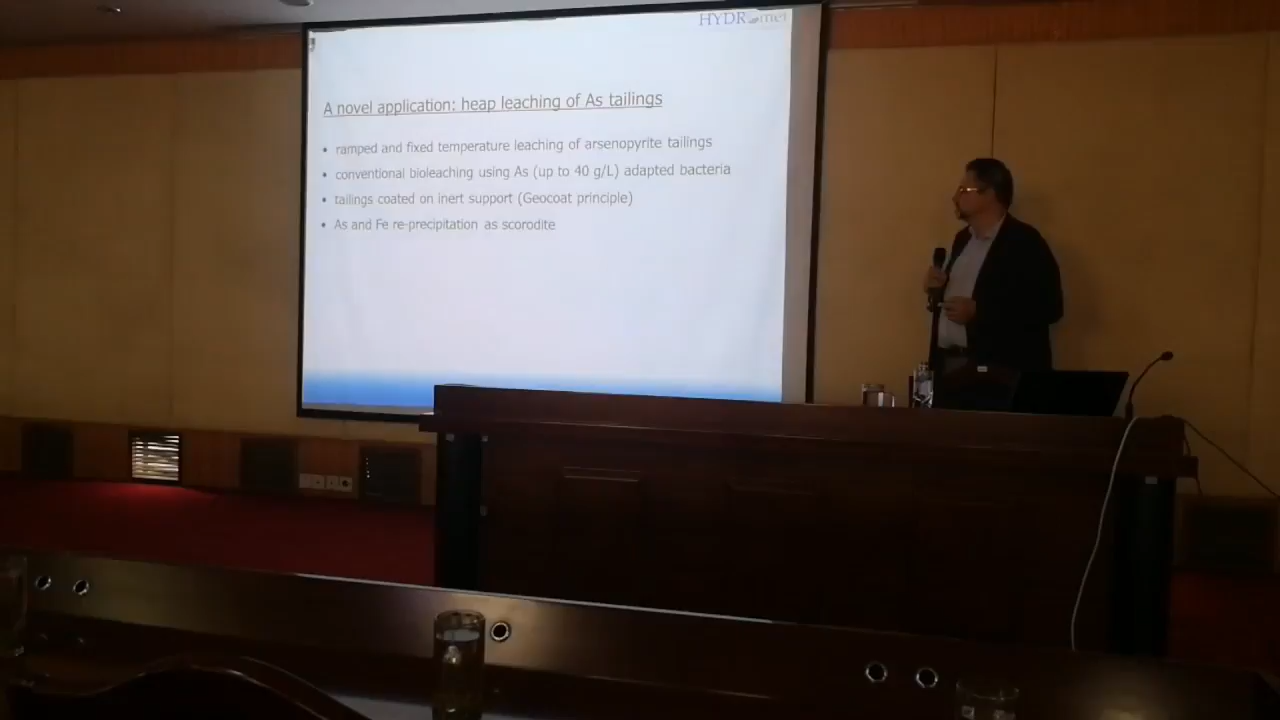 HYDROmet
A novel application: heap leaching of As tailings
• ramped and fixed temperature leaching of arsenopyrite tailings
• conventional bioleaching using As (up to 40 g/L) adapted bacteria
• tailings coated on inert support (Geocoat principle)
• As and Fe re-precipitation as scorodite